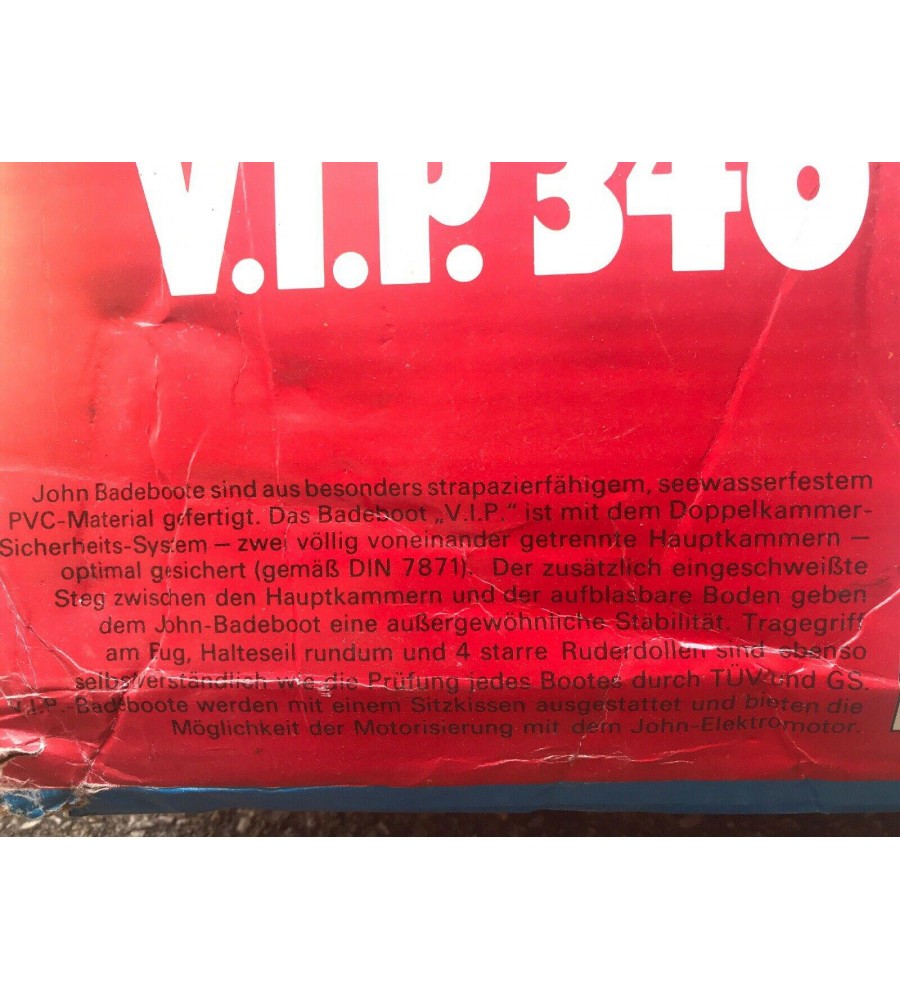 V.I.P. 340
John Badeboote sind aus besonders strapazierfähigem, seewasserfestem
PVC-Material gefertigt. Das Badeboot „V.I.P." ist mit dem Doppelkammer-
Sicherheits-System — zwei völlig voneinander getrennte Hauptkammern —
optimal gesichert (gemäß DIN 7871). Der zusätzlich eingeschweißte
Steg zwischen den Hauptkammern und der aufblasbare Boden geben
dem John-Badeboot eine außergewöhnliche Stabilität. Tragegriff
am Bug, Halteseil rundum und 4 starre Ruderdollen sind ebenso
selbstverständlich wie die Prüfung jedes Bootes durch TÜV und GS.
V.I.P.-Badeboote werden mit einem Sitzkissen ausgestattet und bieten die
Möglichkeit der Motorisierung mit dem John-Elektromotor.